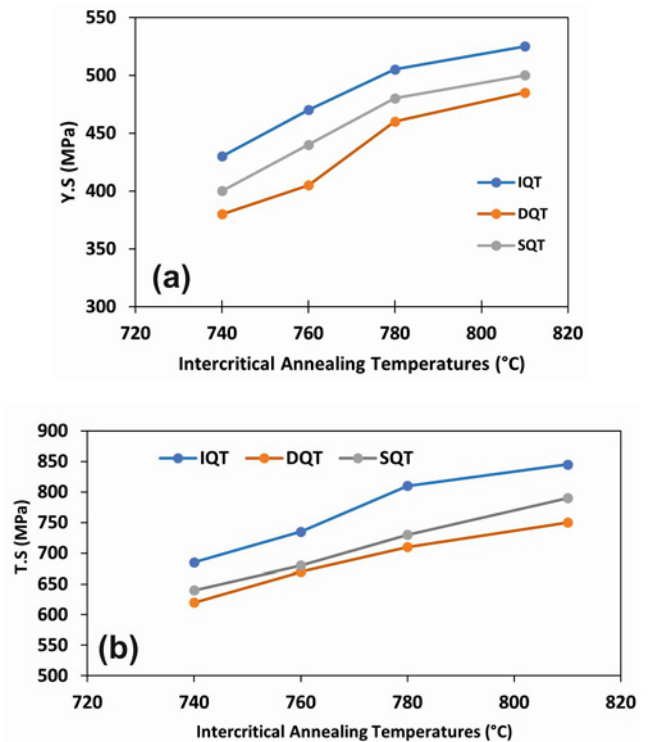 550
500
450
400
350
300
Y.S (MPa)
IQT
DQT
SQT
(a)
720 740 760 780 800 820
Intercritical Annealing Temperatures (°C)
900
850
800
750
700
650
600
550
500
T.S (MPa)
IQT DQT SQT
(b)
720 740 760 780 800 820
Intercritical Annealing Temperatures (°C)